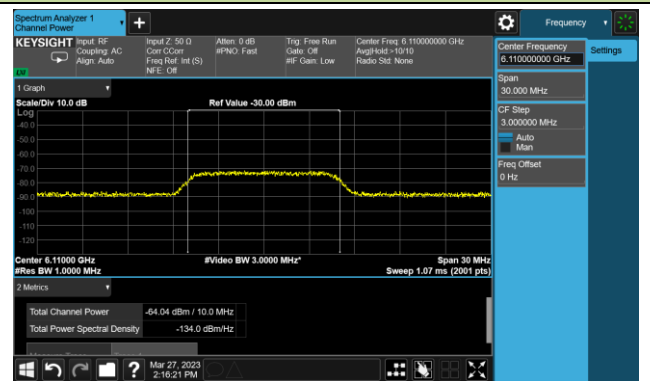 Spectrum Analyzer 1
Channel Power
Frequency
KEYSIGHT
Input: RF
Coupling: AC
Align: Auto
Input Z: 50 Ω
Corr CCorr
Freq Ref: Int (S)
NFE: Off
Atten: 0 dB
#PNO: Fast
Trig: Free Run
Gate: Off
#IF Gain: Low
Center Freq: 6.110000000 GHz
Avg|Hold:>10/10
Radio Std: None
Center Frequency
6.110000000 GHz
Settings
Span
30.000 MHz
CF Step
3.000000 MHz
Auto
Man
Freq Offset
0 Hz
1 Graph
Scale/Div 10.0 dB
Ref Value -30.00 dBm
Log
-40.0
-50.0
-60.0
-70.0
-80.0
-90.0
-100
-110
-120
Center 6.11000 GHz
#Video BW 3.0000 MHz*
Span 30 MHz
#Res BW 1.0000 MHz
Sweep 1.07 ms (2001 pts)
2 Metrics
Total Channel Power -64.04 dBm / 10.0 MHz
Total Power Spectral Density -134.0 dBm/Hz
Mar 27, 2023
2:16:21 PM